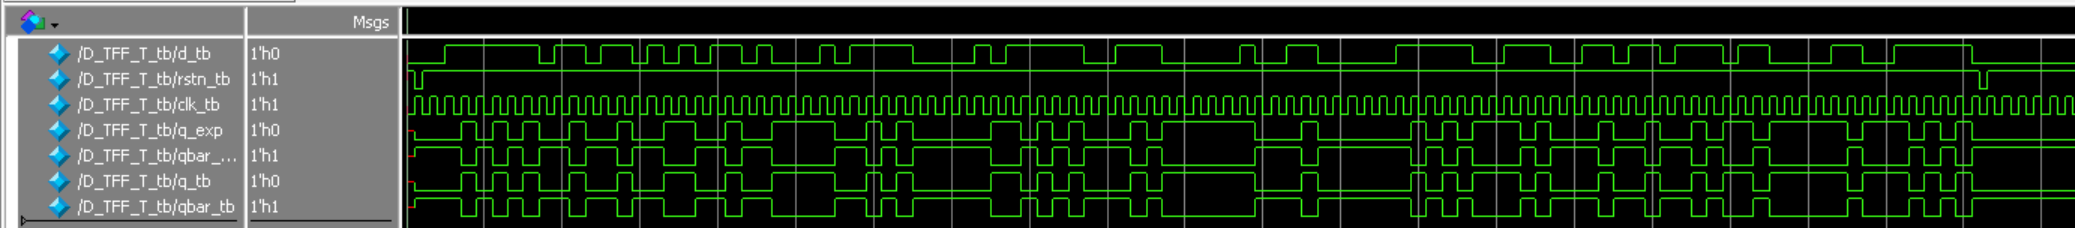 Msgs
/D_TFF_T_tb/d_tb 1'h0
/D_TFF_T_tb/rstn_tb 1'h1
/D_TFF_T_tb/clk_tb 1'h1
/D_TFF_T_tb/q_exp 1'h0
/D_TFF_T_tb/qbar_... 1'h1
/D_TFF_T_tb/q_tb 1'h0
/D_TFF_T_tb/qbar_tb 1'h1